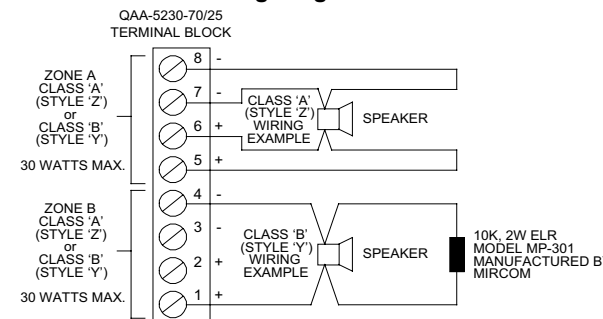 QAA-5230-70/25
TERMINAL BLOCK
ZONE A
CLASS 'A'
(STYLE 'Z')
or
CLASS 'B'
(STYLE 'Y')
30 WATTS MAX.
8 -
7 -
6 +
5 +
CLASS 'A'
(STYLE 'Z')
WIRING
EXAMPLE
SPEAKER
ZONE B
CLASS 'A'
(STYLE 'Z')
or
CLASS 'B'
(STYLE 'Y')
30 WATTS MAX.
4 -
3 -
2 +
1 +
CLASS 'B'
(STYLE 'Y')
WIRING
EXAMPLE
SPEAKER
10K, 2W ELR
MODEL MP-301
MANUFACTURED B
MIRCOM